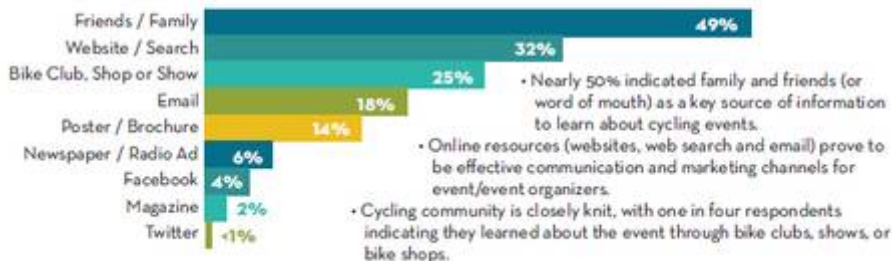 Friends / Family 49%
Website / Search 32%
Bike Club, Shop or Show 25%
Email 18%
Poster / Brochure 14%
Newspaper / Radio Ad 6%
Facebook 4%
Magazine 2%
Twitter <1%
• Nearly 50% indicated family and friends (or
word of mouth) as a key source of information
to learn about cycling events.
• Online resources (websites, web search and email) prove to
be effective communication and marketing channels for
event/event organizers.
• Cycling community is closely knit, with one in four respondents
indicating they learned about the event through bike clubs, shows, or
bike shops.